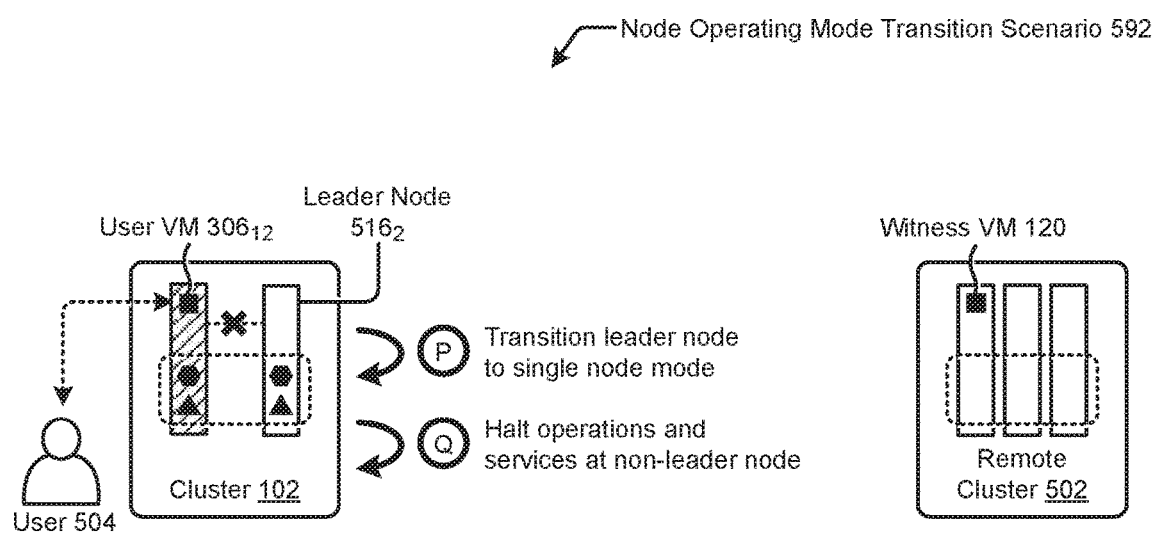 Node Operating Mode Transition Scenario 592
Leader Node
516₂
User VM 306₁₂
Witness VM 120
P
Transition leader node
to single node mode
Q
Halt operations and
services at non-leader node
Cluster 102
User 504
Remote
Cluster 502